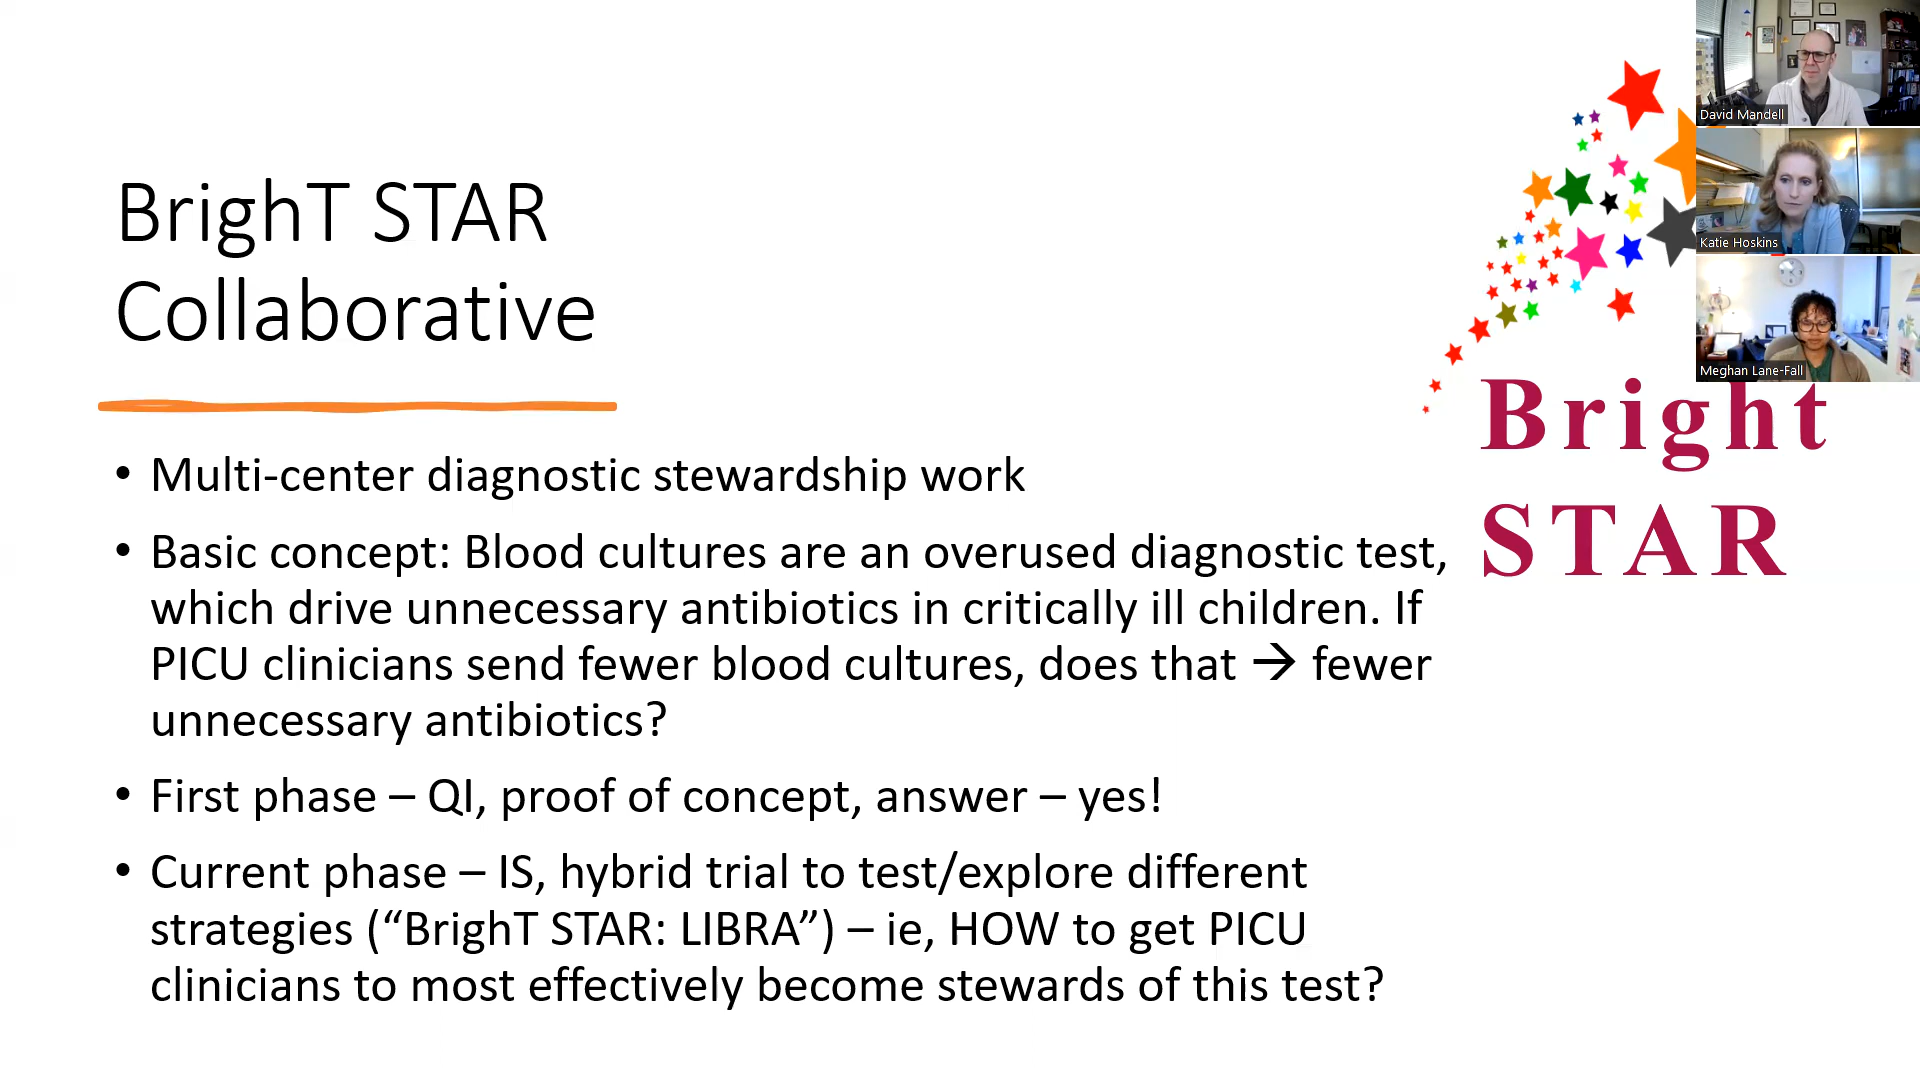 BrighT STAR
Collaborative
• Multi-center diagnostic stewardship work
• Basic concept: Blood cultures are an overused diagnostic test,
which drive unnecessary antibiotics in critically ill children. If
PICU clinicians send fewer blood cultures, does that → fewer
unnecessary antibiotics?
• First phase – QI, proof of concept, answer – yes!
• Current phase – IS, hybrid trial to test/explore different
strategies (“BrighT STAR: LIBRA”) – ie, HOW to get PICU
clinicians to most effectively become stewards of this test?
Bright
STAR
David Mandell
Katie Hoskins
Meghan Lane-Fall